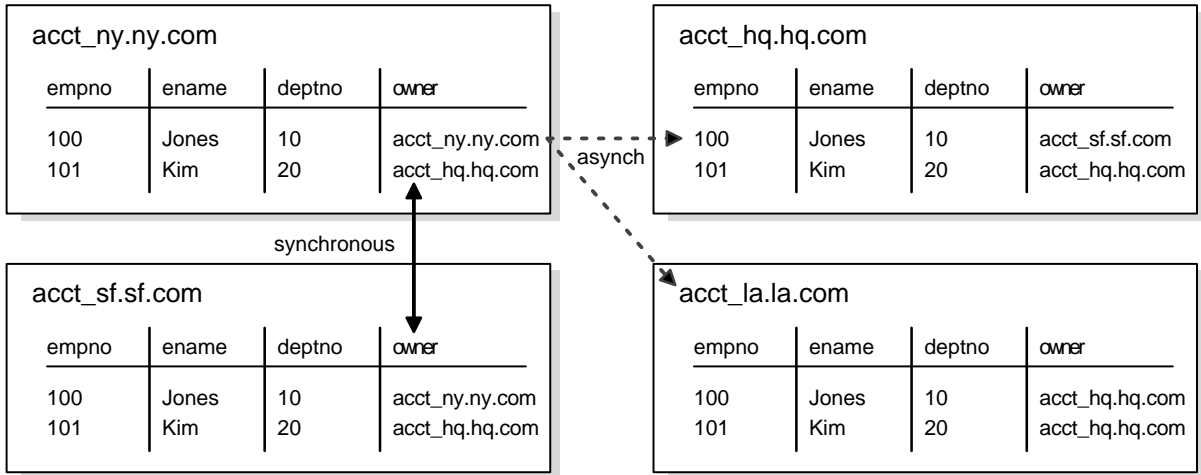 acct_ny.ny.com
empno ename deptno owner
100 Jones 10 acct_ny.ny.com
101 Kim 20 acct_hq.hq.com
acct_hq.hq.com
empno ename deptno owner
100 Jones 10 acct_sf.sf.com
101 Kim 20 acct_hq.hq.com
asynch
synchronous
acct_sf.sf.com
empno ename deptno owner
100 Jones 10 acct_ny.ny.com
101 Kim 20 acct_hq.hq.com
acct_la.la.com
empno ename deptno owner
100 Jones 10 acct_hq.hq.com
101 Kim 20 acct_hq.hq.com